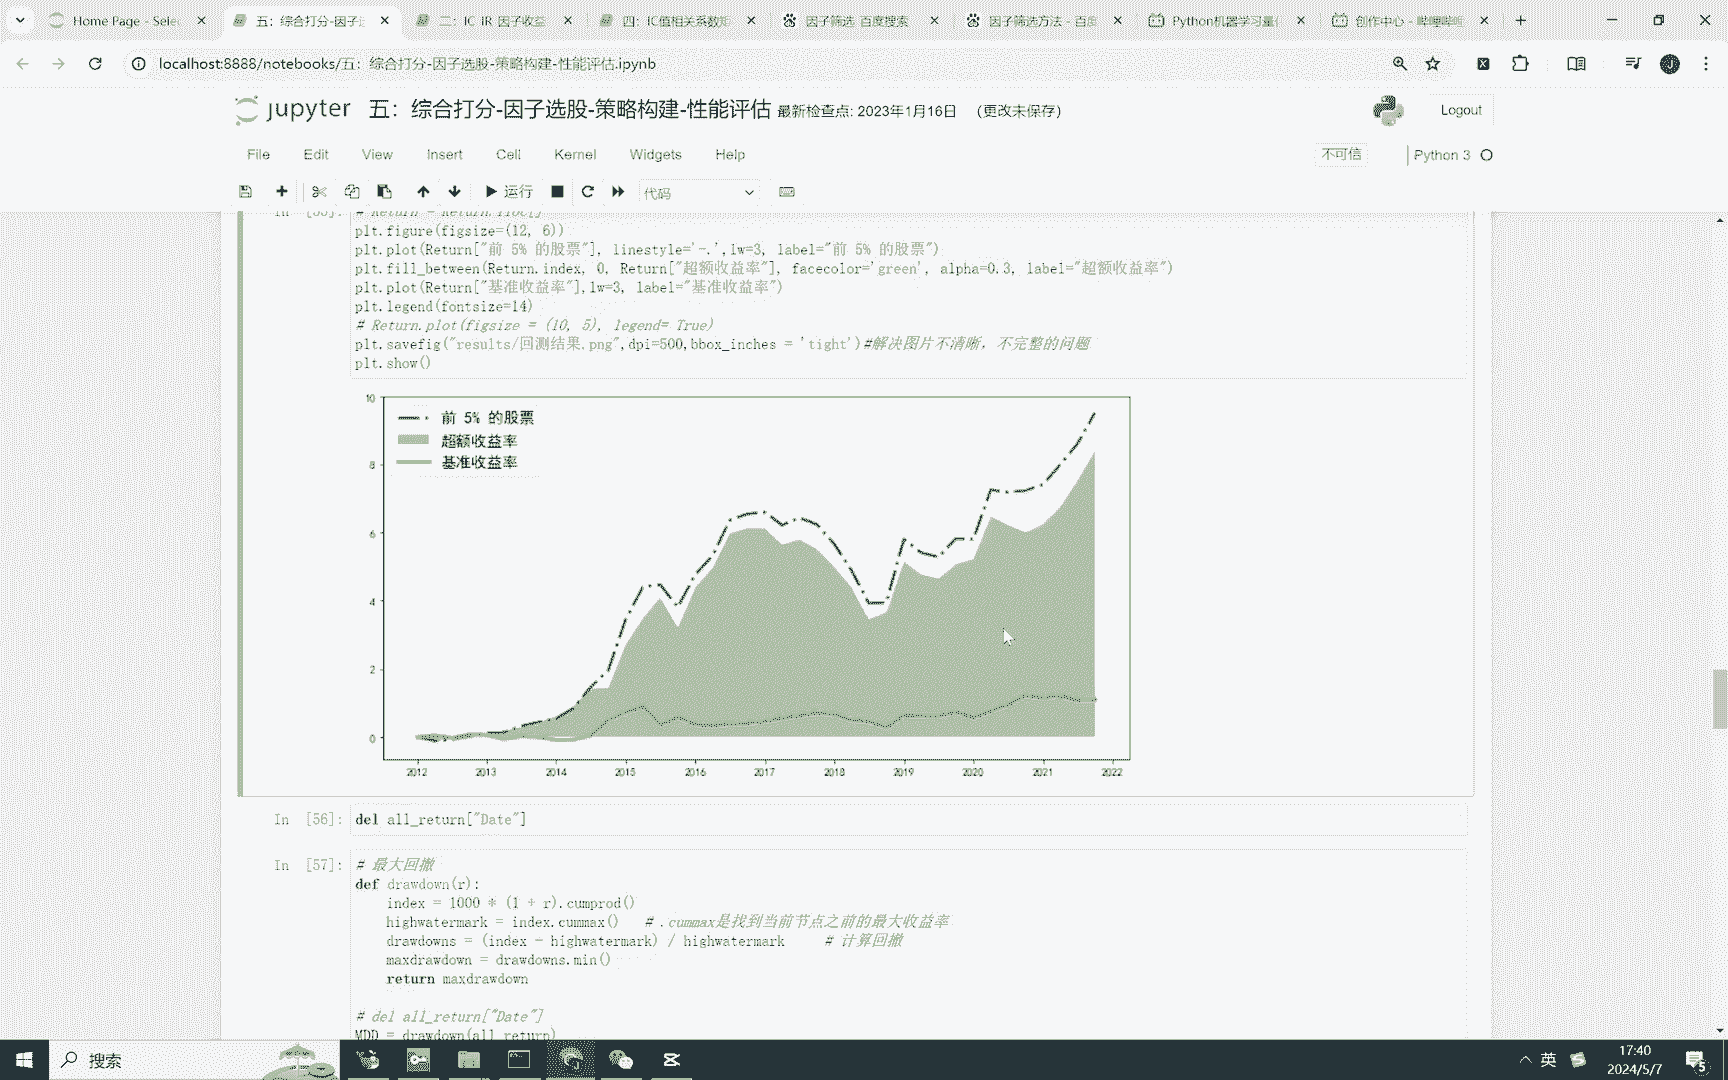 Home Page - Selec
五：综合打分-因子
二：IC_IR_因子收益
四：IC值相关系数矩
因子筛选_百度搜索
因子筛选方法 - 百度
Python机器学习量化
创作中心 - 哔哩哔哩
localhost:8888/notebooks/五：综合打分-因子选股-策略构建-性能评估.ipynb
jupyter 五：综合打分-因子选股-策略构建-性能评估 最新检查点: 2023年1月16日 (更改未保存)
Logout
File Edit View Insert Cell Kernel Widgets Help
不可信
Python 3
运行
代码
In [55]: # Return = Return.iloc[]
plt.figure(figsize=(12, 6))
plt.plot(Return["前 5% 的股票"], linestyle='-.',lw=3, label="前 5% 的股票")
plt.fill_between(Return.index, 0, Return["超额收益率"], facecolor='green', alpha=0.3, label="超额收益率")
plt.plot(Return["基准收益率"],lw=3, label="基准收益率")
plt.legend(fontsize=14)
# Return.plot(figsize = (10, 5), legend= True)
plt.savefig("results/回测结果.png",dpi=500,bbox_inches = 'tight')#解决图片不清晰，不完整的问题
plt.show()
10
前 5% 的股票
超额收益率
基准收益率
8
6
4
2
0
2012 2013 2014 2015 2016 2017 2018 2019 2020 2021 2022
In [56]: del all_return["Date"]
In [57]: # 最大回撤
def drawdown(r):
index = 1000 * (1 + r).cumprod()
highwatermark = index.cummax() # .cummax是找到当前节点之前的最大收益率
drawdowns = (index - highwatermark) / highwatermark # 计算回撤
maxdrawdown = drawdowns.min()
return maxdrawdown
# del all_return["Date"]
MDD = drawdown(all_return)
搜索
英
17:40
2024/5/7
5